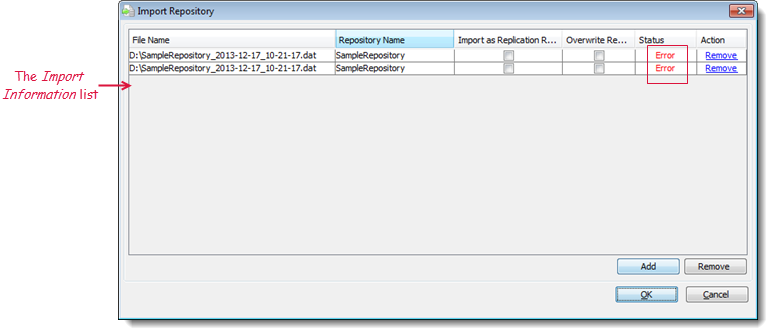 Import Repository
File Name Repository Name Import as Replication R... Overwrite Re... Status Action
D:\SampleRepository_2013-12-17_10-21-17.dat SampleRepository Error Remove
D:\SampleRepository_2013-12-17_10-21-17.dat SampleRepository Error Remove
The Import
Information list
Add Remove
OK Cancel